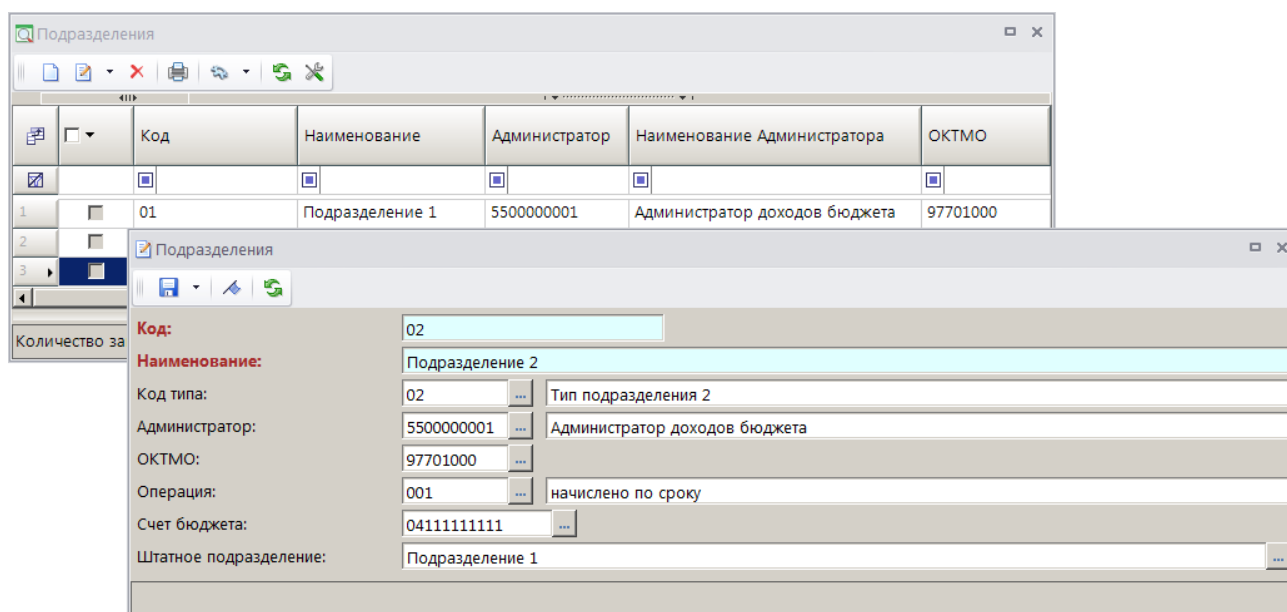 Подразделения
Код Наименование Администратор Наименование Администратора ОКТМО
1 01 Подразделение 1 5500000001 Администратор доходов бюджета 97701000
2
3
Количество за
Подразделения
Код: 02
Наименование: Подразделение 2
Код типа: 02 ... Тип подразделения 2
Администратор: 5500000001 ... Администратор доходов бюджета
ОКТМО: 97701000 ...
Операция: 001 ... начислено по сроку
Счет бюджета: 04111111111 ...
Штатное подразделение: Подразделение 1 ...